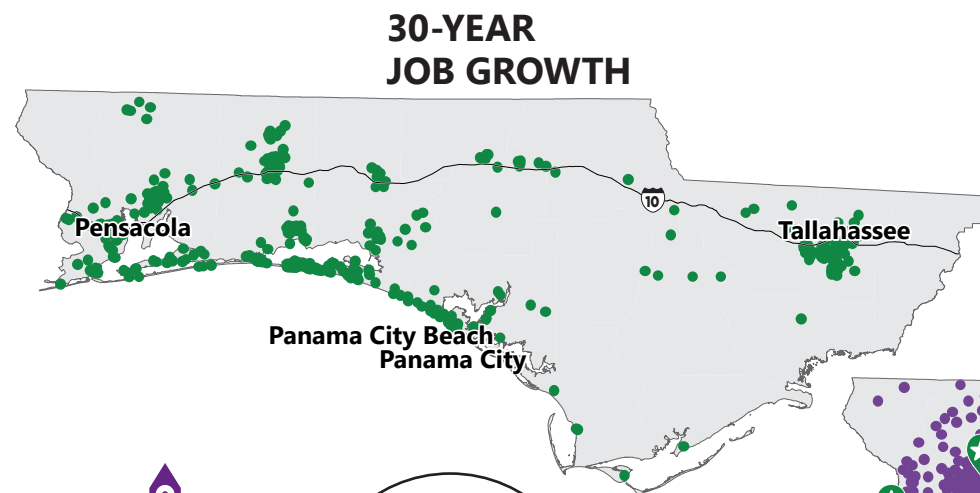 30-YEAR
JOB GROWTH
10
Pensacola
Tallahassee
Panama City Beach
Panama City